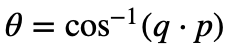 θ = cos⁻¹(q · p)